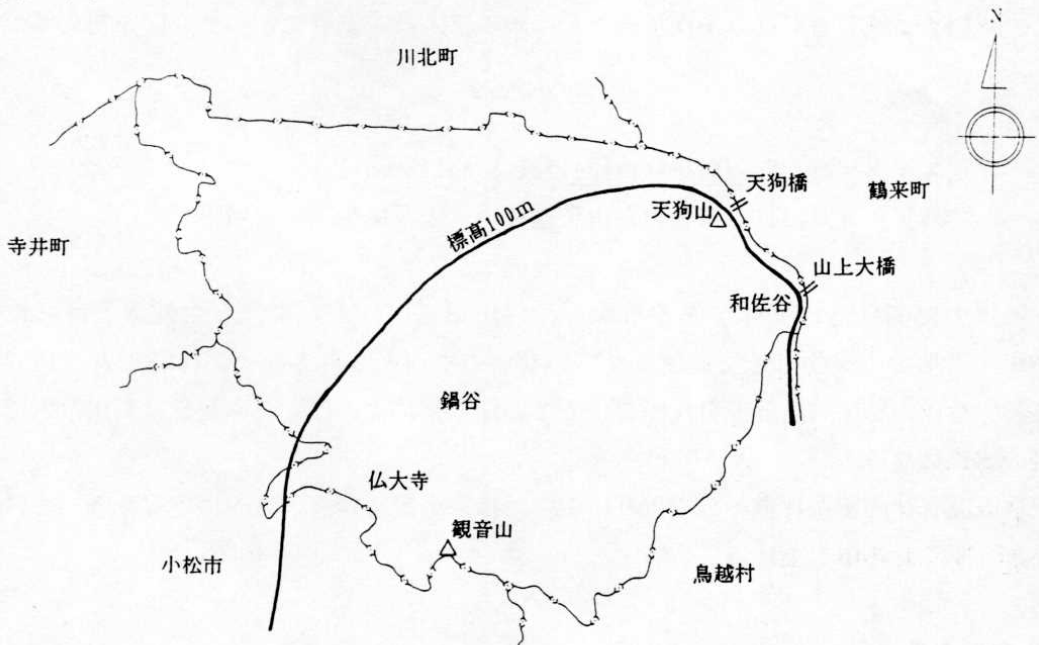 N
川北町
天狗橋
鶴来町
天狗山
標高100m
寺井町
山上大橋
和佐谷
鍋谷
仏大寺
観音山
小松市
鳥越村